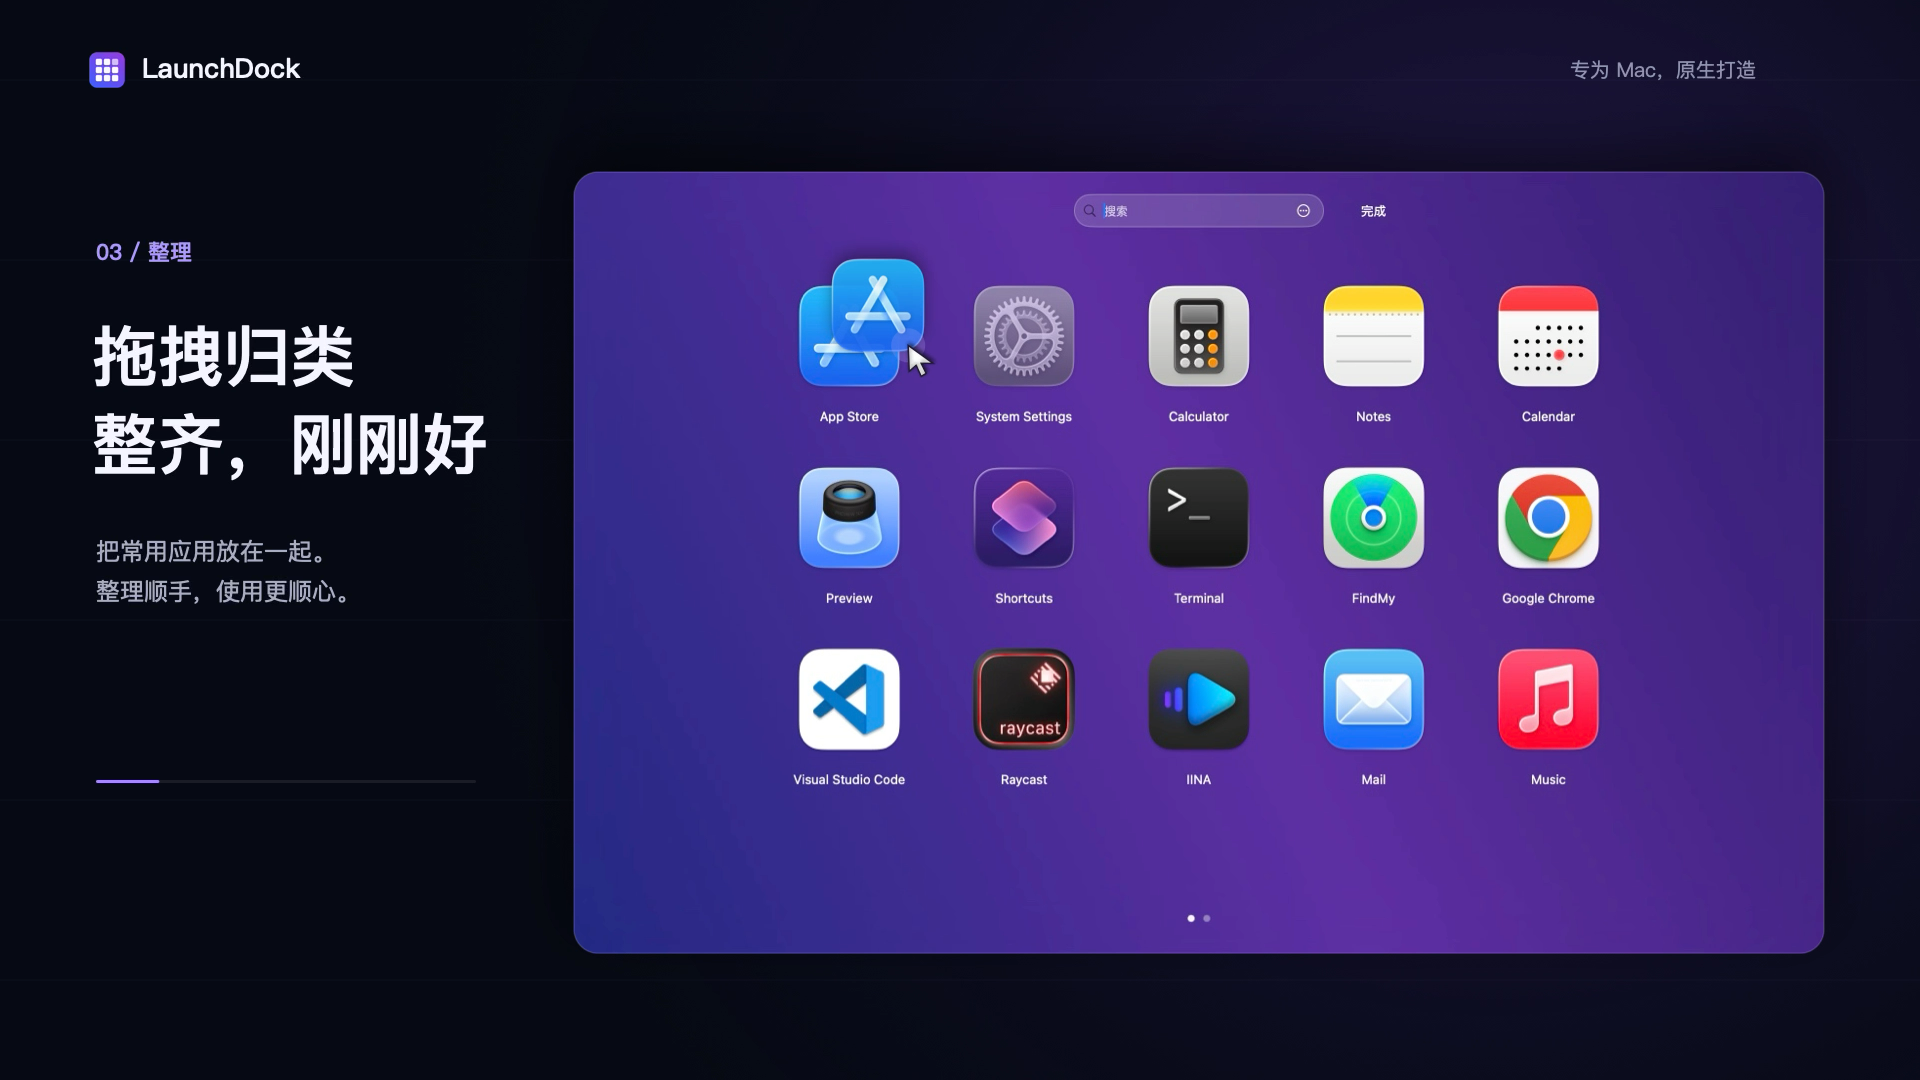 LaunchDock
专为 Mac，原生打造
03 / 整理
拖拽归类
整齐，刚刚好
把常用应用放在一起。
整理顺手，使用更顺心。
搜索
完成
App Store
System Settings
Calculator
Notes
Calendar
Preview
Shortcuts
>_
Terminal
FindMy
Google Chrome
Visual Studio Code
raycast
Raycast
IINA
Mail
Music